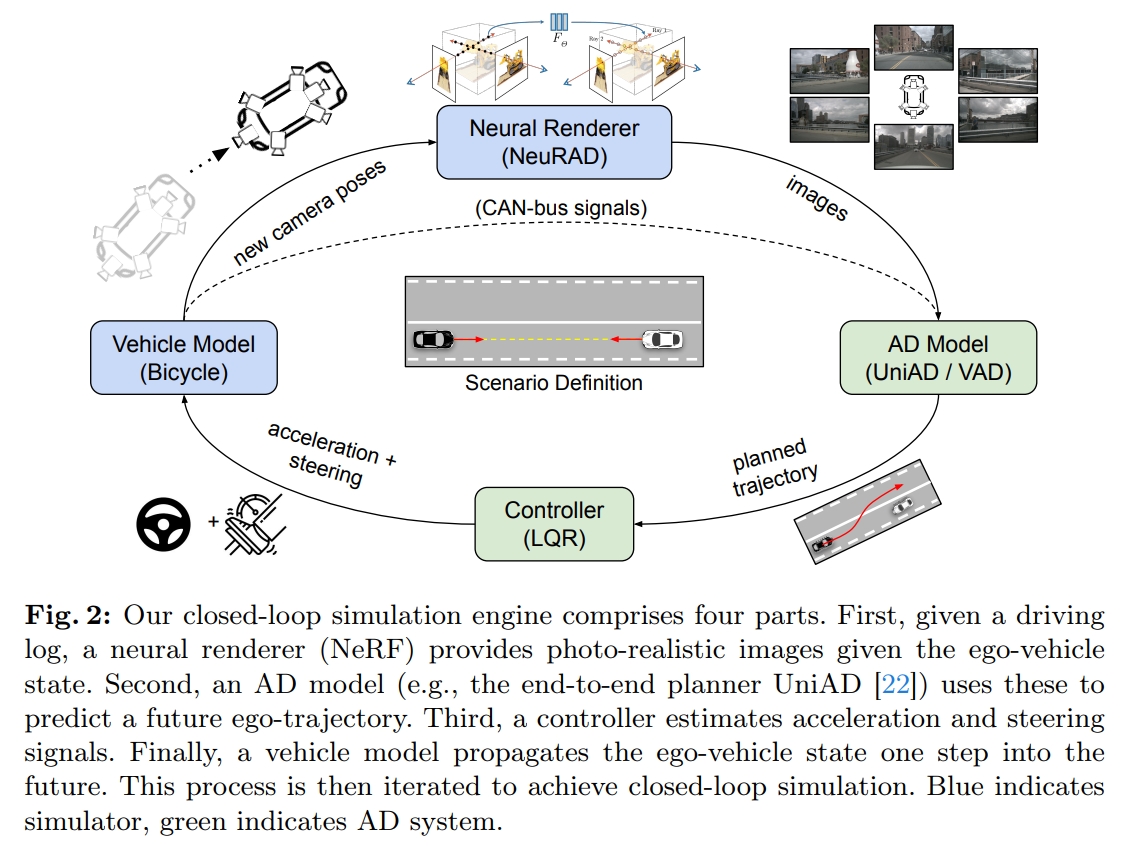 F_Θ
Ray 1
Ray 2
Neural Renderer
(NeuRAD)
new camera poses
(CAN-bus signals)
images
Vehicle Model
(Bicycle)
Scenario Definition
AD Model
(UniAD / VAD)
acceleration +
steering
planned
trajectory
Controller
(LQR)
+
Fig. 2: Our closed-loop simulation engine comprises four parts. First, given a driving
log, a neural renderer (NeRF) provides photo-realistic images given the ego-vehicle
state. Second, an AD model (e.g., the end-to-end planner UniAD [22]) uses these to
predict a future ego-trajectory. Third, a controller estimates acceleration and steering
signals. Finally, a vehicle model propagates the ego-vehicle state one step into the
future. This process is then iterated to achieve closed-loop simulation. Blue indicates
simulator, green indicates AD system.